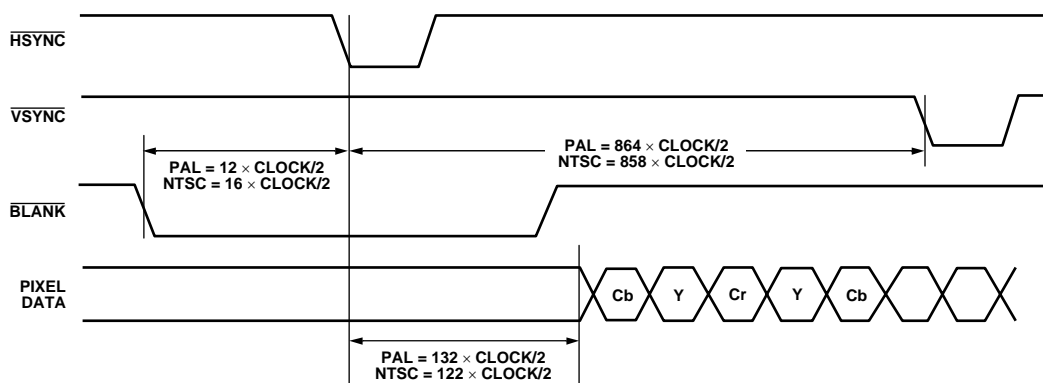 HSYNC
VSYNC
PAL = 864 × CLOCK/2
NTSC = 858 × CLOCK/2
PAL = 12 × CLOCK/2
NTSC = 16 × CLOCK/2
BLANK
PIXEL
DATA
Cb Y Cr Y Cb
PAL = 132 × CLOCK/2
NTSC = 122 × CLOCK/2